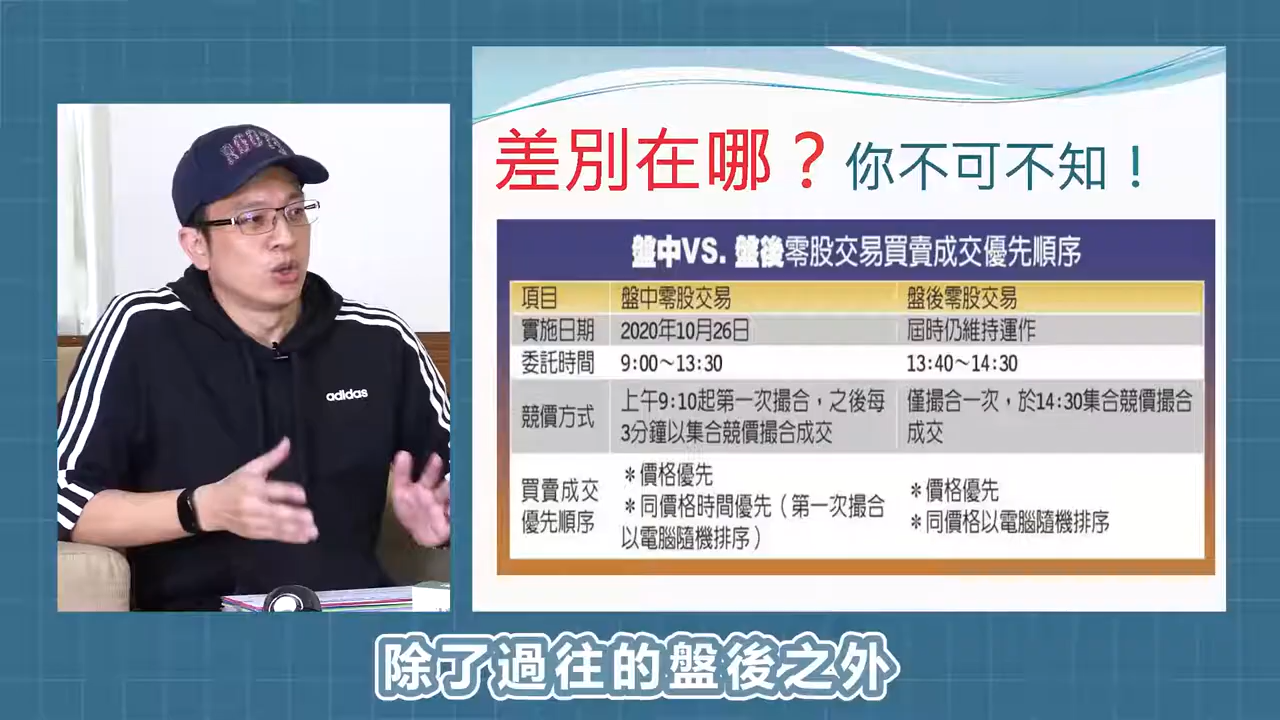 差別在哪？你不可不知！
盤中VS. 盤後零股交易買賣成交優先順序
項目 盤中零股交易 盤後零股交易
實施日期 2020年10月26日 屆時仍維持運作
委託時間 9:00～13:30 13:40～14:30
競價方式 上午9:10起第一次撮合，之後每 僅撮合一次，於14:30集合競價撮合
3分鐘以集合競價撮合成交 成交
買賣成交 ＊價格優先 ＊價格優先
優先順序 ＊同價格時間優先（第一次撮合 ＊同價格以電腦隨機排序
以電腦隨機排序）
adidas
除了過往的盤後之外